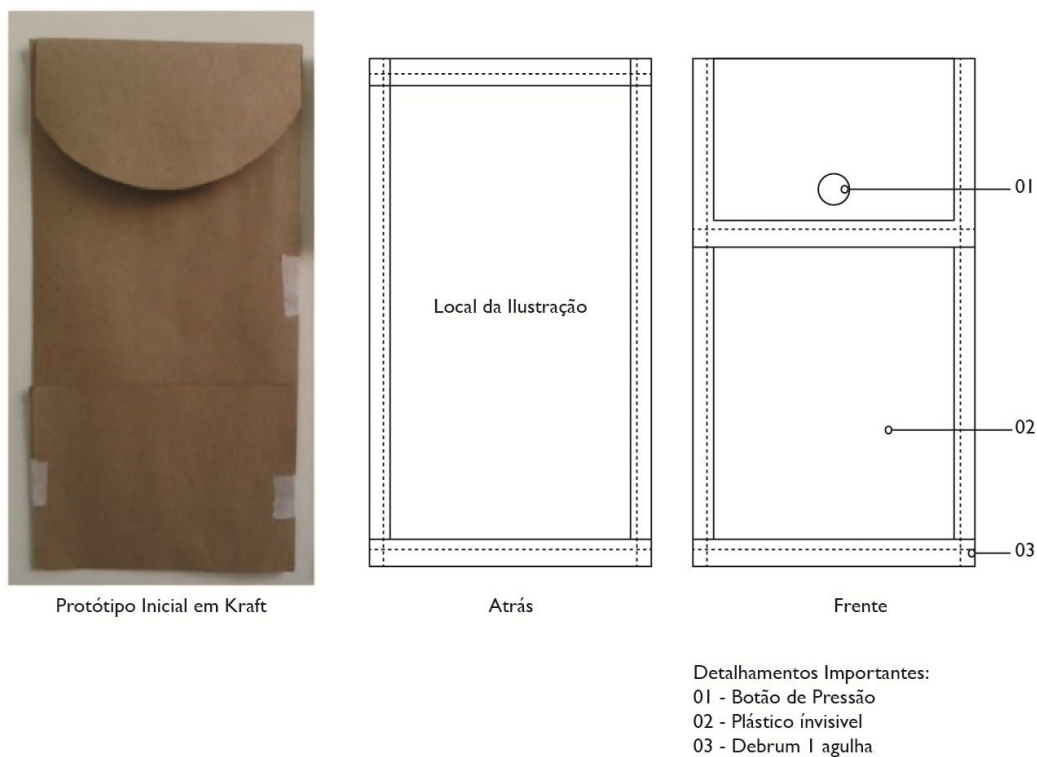 01
Local da Ilustração
02
03
Protótipo Inicial em Kraft
Atrás
Frente
Detalhamentos Importantes:
01 - Botão de Pressão
02 - Plástico ínvisivel
03 - Debrum 1 agulha